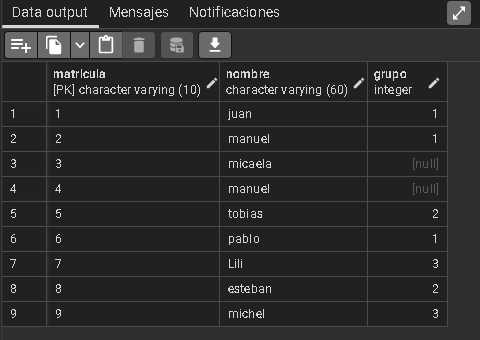 Data output Mensajes Notificaciones
matricula nombre grupo
[PK] character varying (10) character varying (60) integer
1 1 juan 1
2 2 manuel 1
3 3 micaela [null]
4 4 manuel [null]
5 5 tobias 2
6 6 pablo 1
7 7 Lili 3
8 8 esteban 2
9 9 michel 3